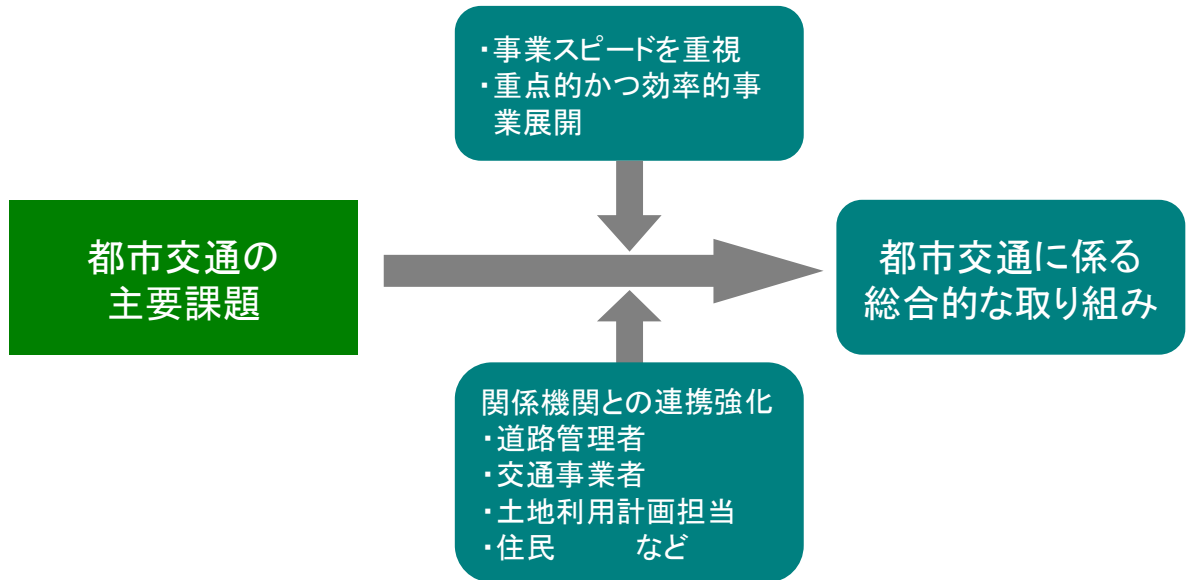 ・事業スピードを重視
・重点的かつ効率的事
業展開
都市交通の
主要課題
都市交通に係る
総合的な取り組み
関係機関との連携強化
・道路管理者
・交通事業者
・土地利用計画担当
・住民　　　など